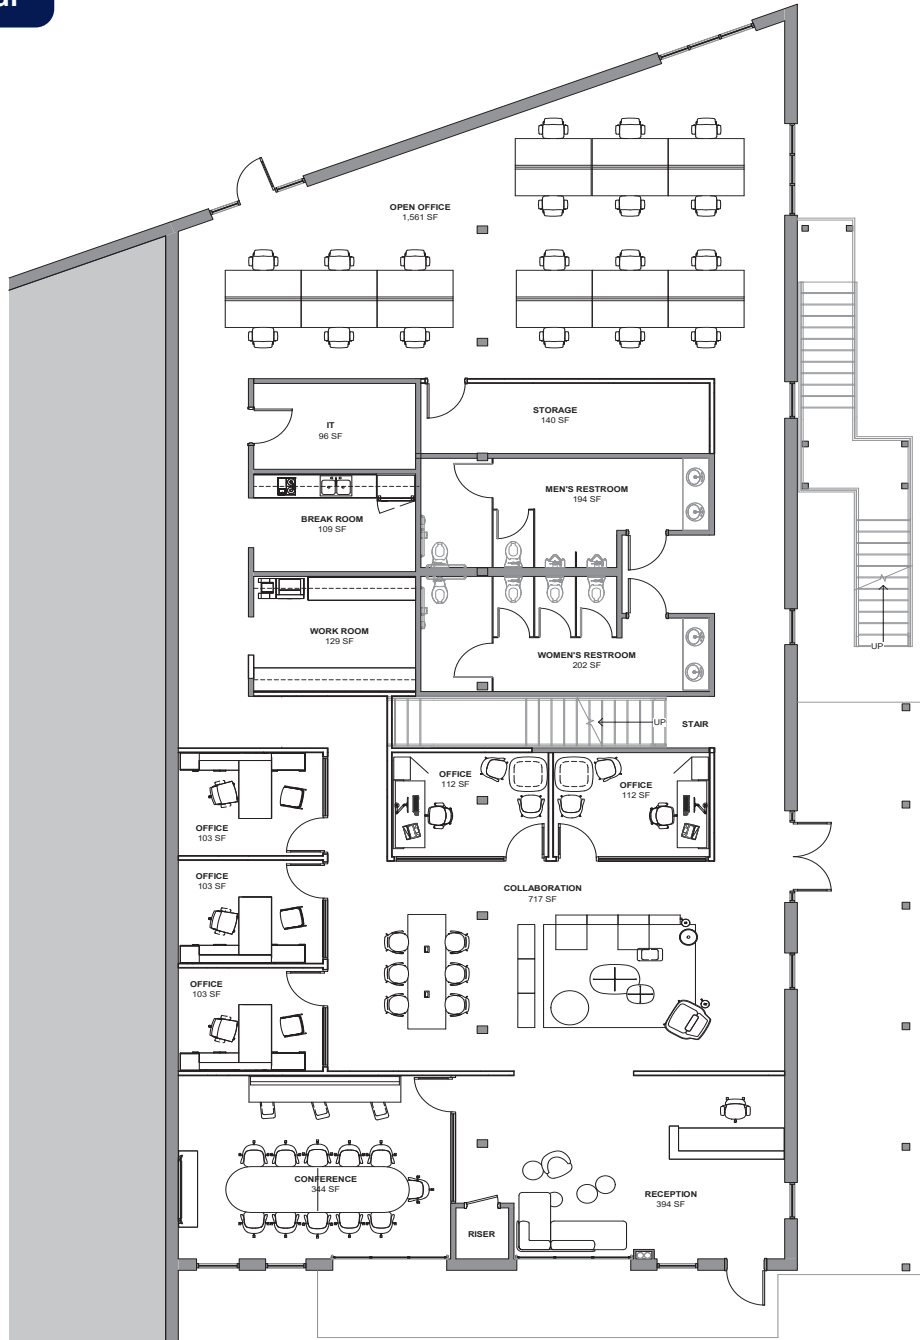 OPEN OFFICE
1,561 SF
STORAGE
140 SF
IT
96 SF
MEN'S RESTROOM
194 SF
BREAK ROOM
109 SF
WORK ROOM
129 SF
WOMEN'S RESTROOM
202 SF
UP
UP
STAIR
OFFICE
112 SF
OFFICE
112 SF
OFFICE
103 SF
OFFICE
103 SF
COLLABORATION
717 SF
OFFICE
103 SF
CONFERENCE
344 SF
RECEPTION
394 SF
RISER